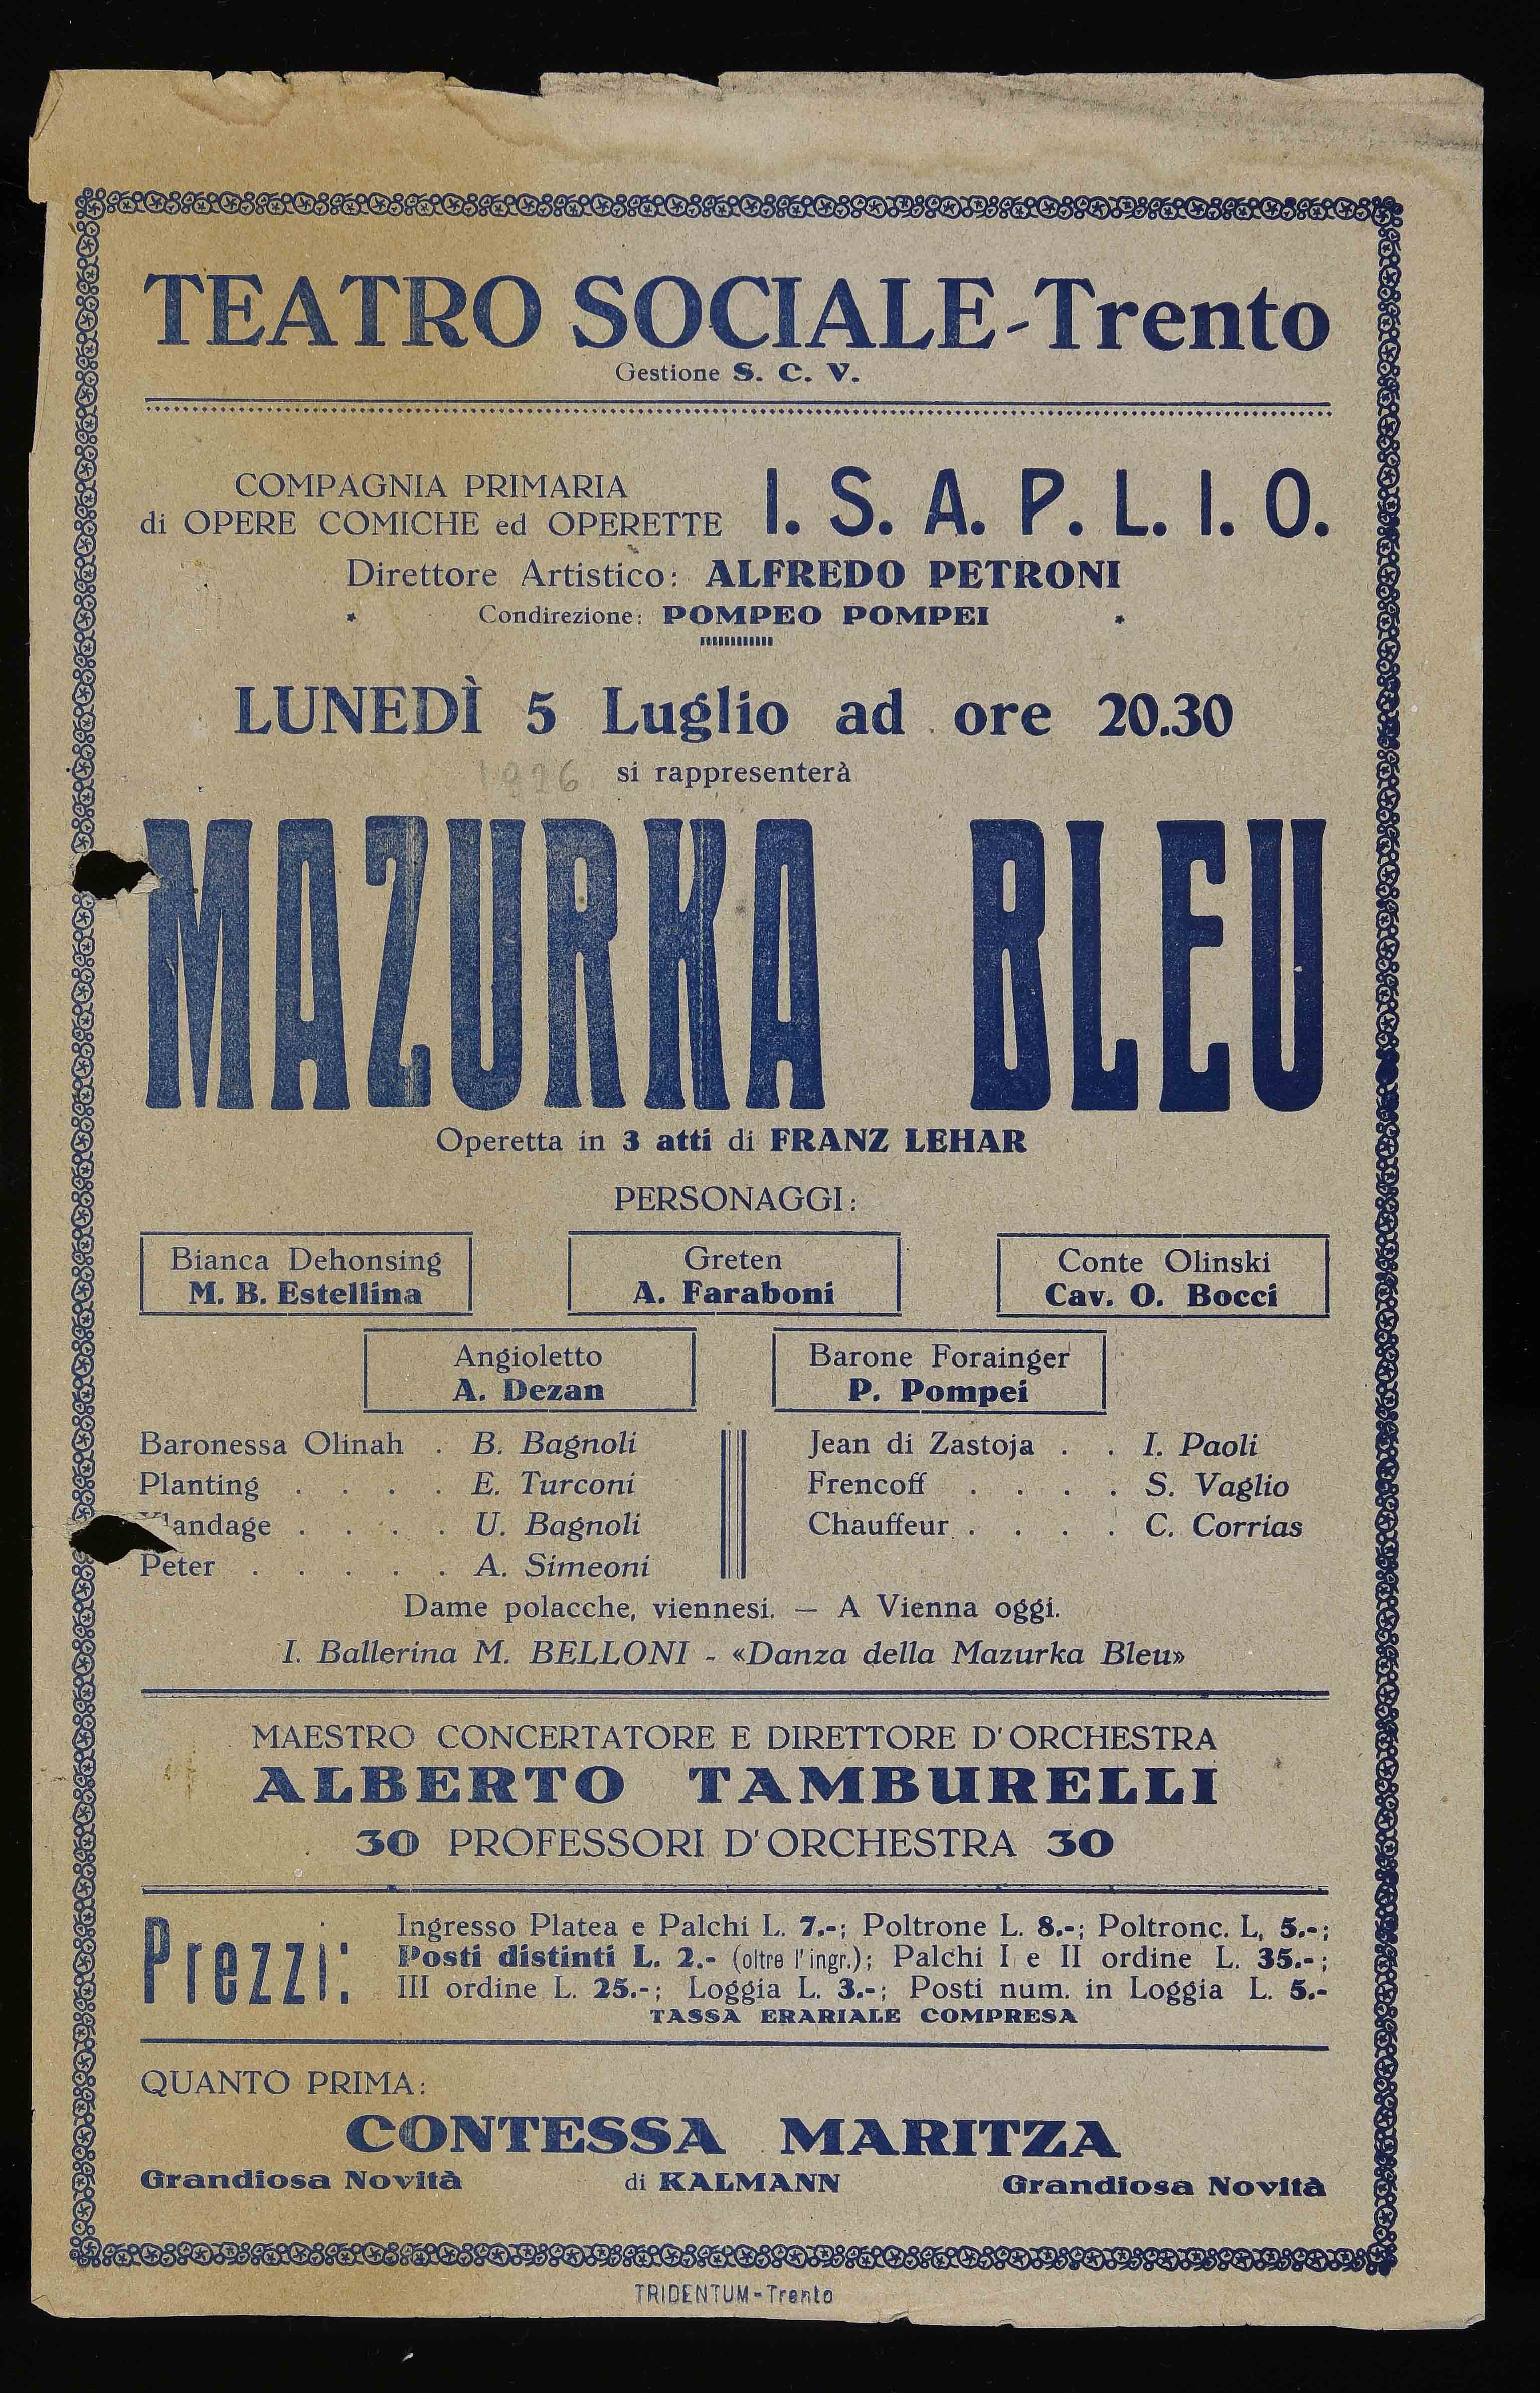 TEATRO SOCIALE-Trento
Gestione S. C. V.
COMPAGNIA PRIMARIA
di OPERE COMICHE ed OPERETTE I. S. A. P. L. I. O.
Direttore Artistico: ALFREDO PETRONI
Condirezione: POMPEO POMPEI
LUNEDÌ 5 Luglio ad ore 20.30
1926 si rappresenterà
MAZURKA BLEU
Operetta in 3 atti di FRANZ LEHAR
PERSONAGGI:
Bianca Dehonsing
M. B. Estellina
Greten
A. Faraboni
Conte Olinski
Cav. O. Bocci
Angioletto
A. Dezan
Barone Forainger
P. Pompei
Baronessa Olinah . B. Bagnoli
Planting . . . . E. Turconi
. . . . U. Bagnoli
Peter . . . . . A. Simeoni
Jean di Zastoja . . I. Paoli
Frencoff . . . . S. Vaglio
Chauffeur . . . . C. Corrias
Dame polacche, viennesi. — A Vienna oggi.
I. Ballerina M. BELLONI - «Danza della Mazurka Bleu»
MAESTRO CONCERTATORE E DIRETTORE D'ORCHESTRA
ALBERTO TAMBURELLI
30 PROFESSORI D'ORCHESTRA 30
Prezzi:
Ingresso Platea e Palchi L. 7.-; Poltrone L. 8.-; Poltronc. L, 5.-;
Posti distinti L. 2.- (oltre l'ingr.); Palchi I e II ordine L. 35.-;
III ordine L. 25.-; Loggia L. 3.-; Posti num. in Loggia L. 5.-
TASSA ERARIALE COMPRESA
QUANTO PRIMA:
CONTESSA MARITZA
Grandiosa Novità di KALMANN Grandiosa Novità
TRIDENTUM-Trento